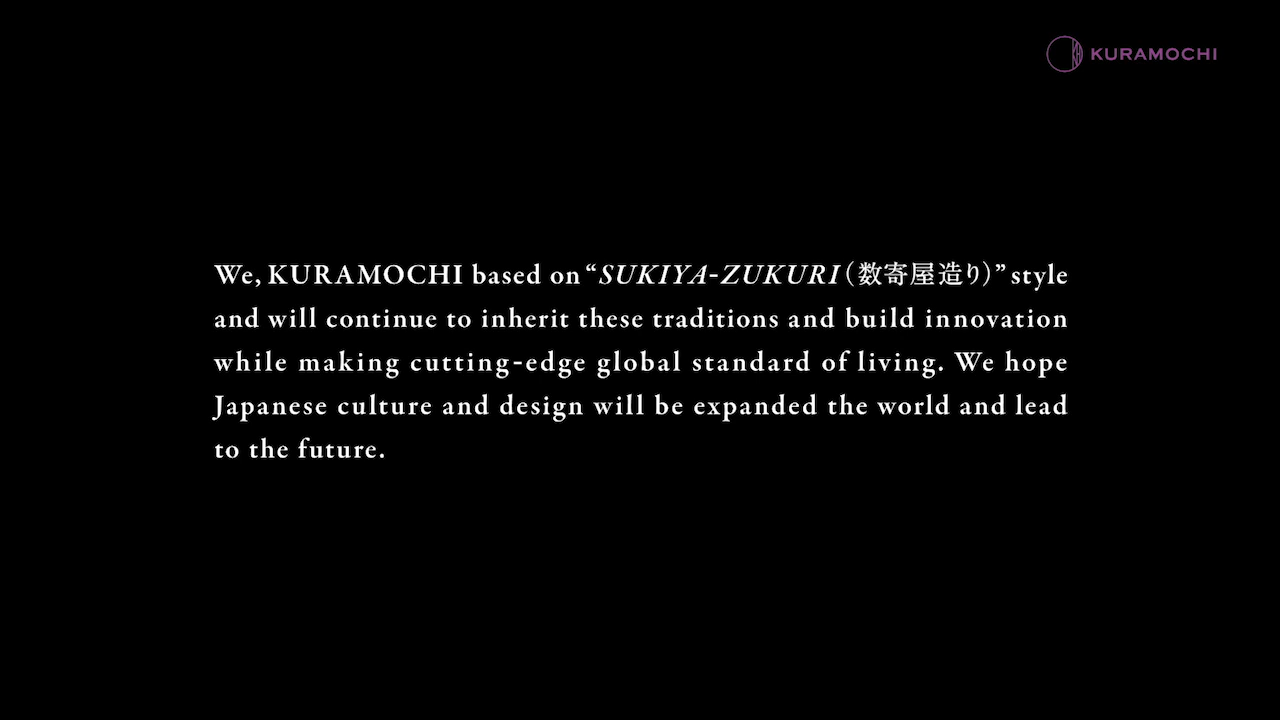 KURAMOCHI
We, KURAMOCHI based on “SUKIYA-ZUKURI（数寄屋造り）” style
and will continue to inherit these traditions and build innovation
while making cutting-edge global standard of living. We hope
Japanese culture and design will be expanded the world and lead
to the future.